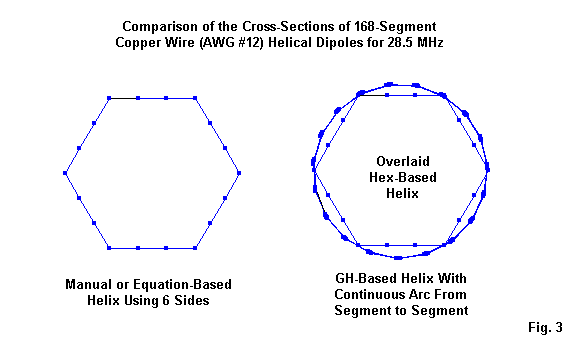 Comparison of the Cross-Sections of 168-Segment
Copper Wire (AWG #12) Helical Dipoles for 28.5 MHz
Overlaid
Hex-Based
Helix
Manual or Equation-Based
Helix Using 6 Sides
GH-Based Helix With
Continuous Arc From
Segment to Segment
Fig. 3